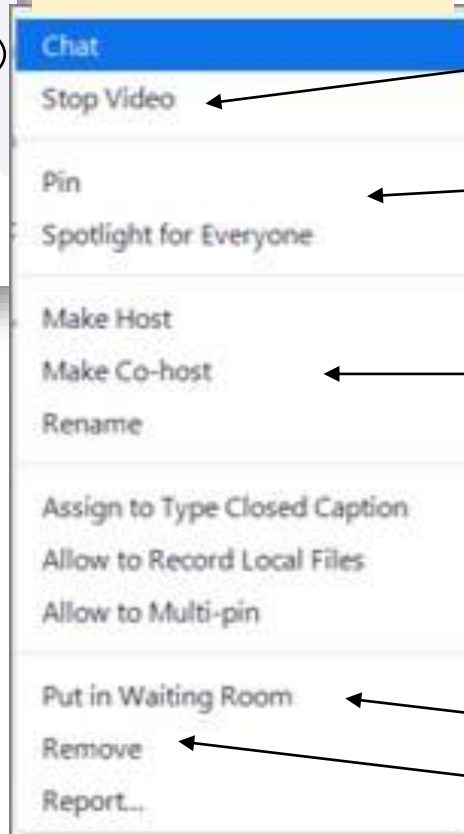 Chat
Stop Video
Pin
Spotlight for Everyone
Make Host
Make Co-host
Rename
Assign to Type Closed Caption
Allow to Record Local Files
Allow to Multi-pin
Put in Waiting Room
Remove
Report...